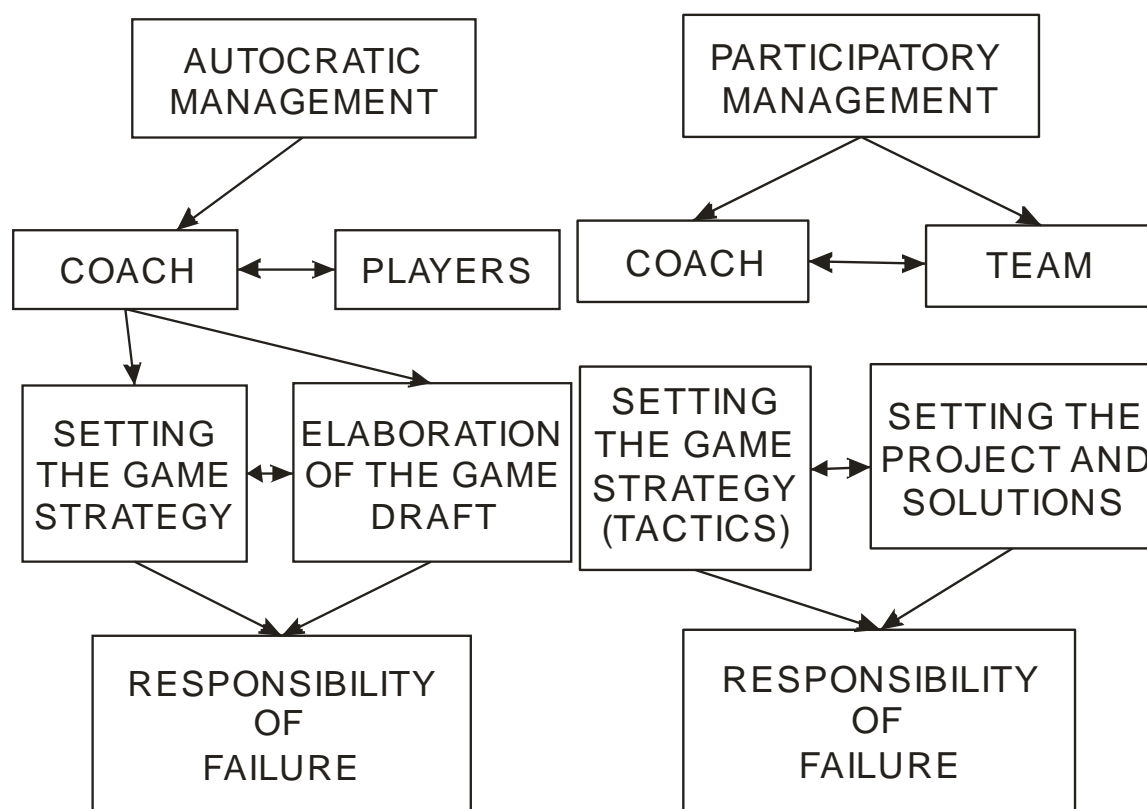 AUTOCRATIC
MANAGEMENT
PARTICIPATORY
MANAGEMENT
COACH
PLAYERS
COACH
TEAM
SETTING
THE GAME
STRATEGY
ELABORATION
OF THE GAME
DRAFT
SETTING
THE GAME
STRATEGY
(TACTICS)
SETTING THE
PROJECT AND
SOLUTIONS
RESPONSIBILITY
OF
FAILURE
RESPONSIBILITY
OF
FAILURE